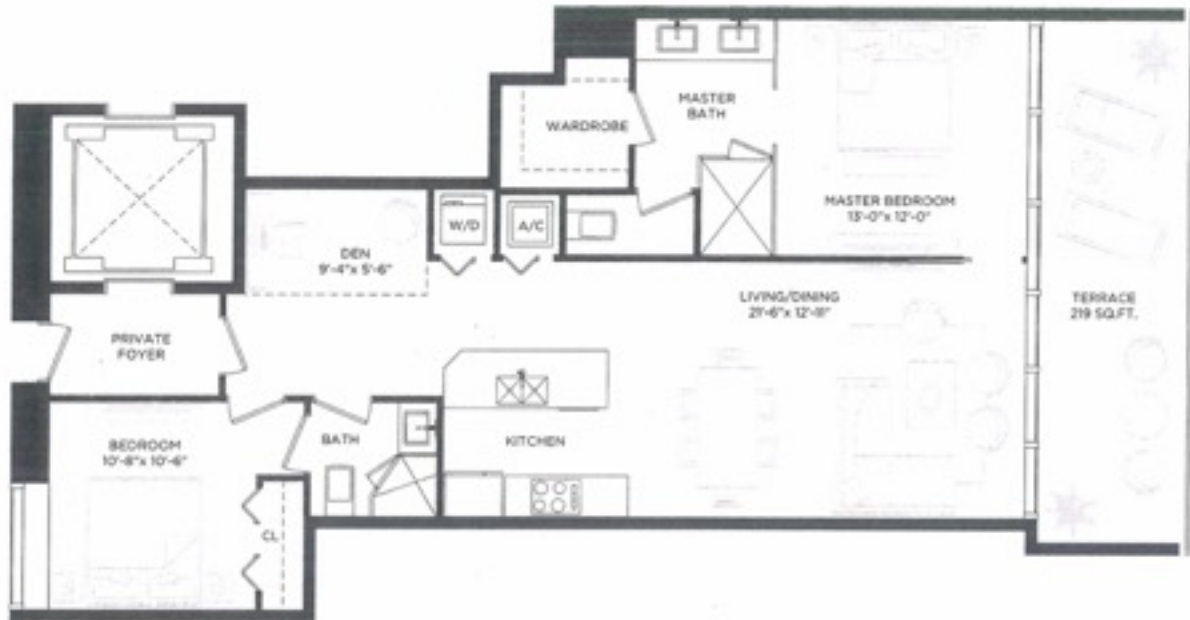 MASTER
BATH
WARDROBE
MASTER BEDROOM
13'-0" x 12'-0"
W/D
A/C
DEN
9'-4" x 5'-6"
LIVING/DINING
21'-6" x 12'-11"
TERRACE
219 SQ.FT.
PRIVATE
FOYER
BEDROOM
10'-8" x 10'-6"
BATH
KITCHEN
CL